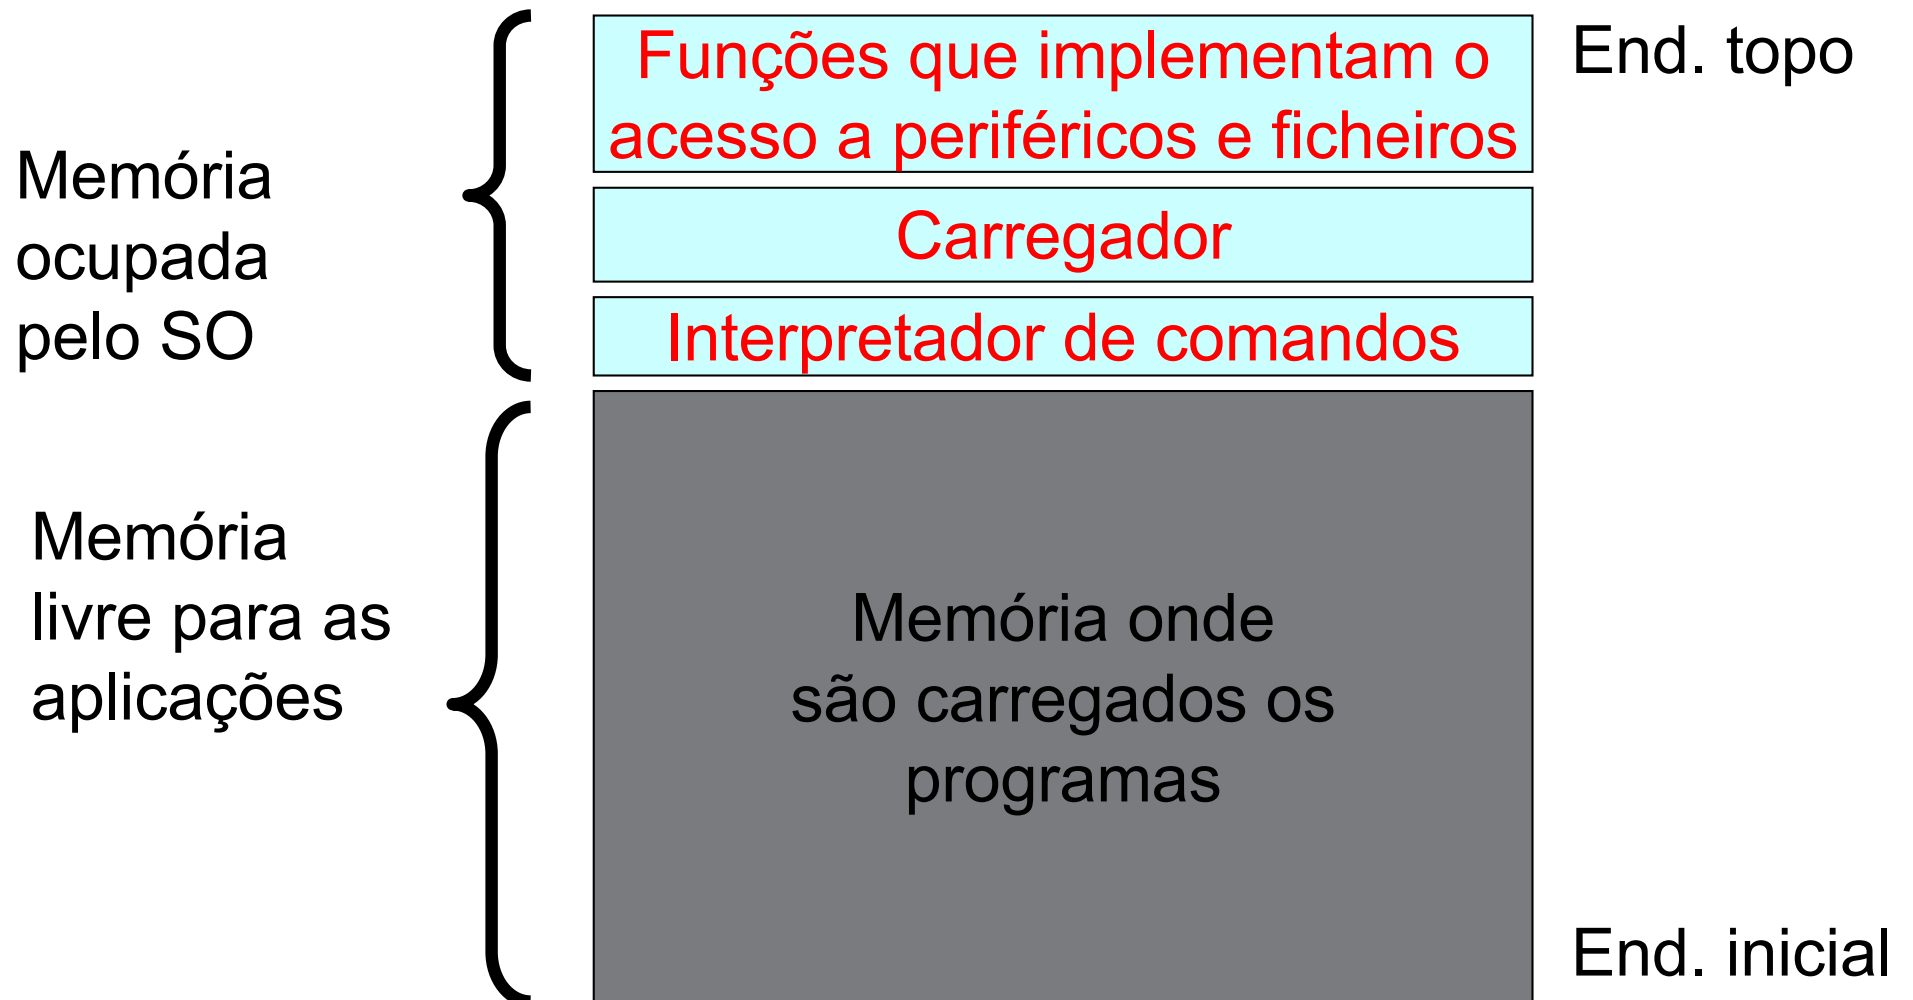 Funções que implementam o
acesso a periféricos e ficheiros
End. topo
Memória
ocupada
pelo SO
Carregador
Interpretador de comandos
Memória
livre para as
aplicações
Memória onde
são carregados os
programas
End. inicial